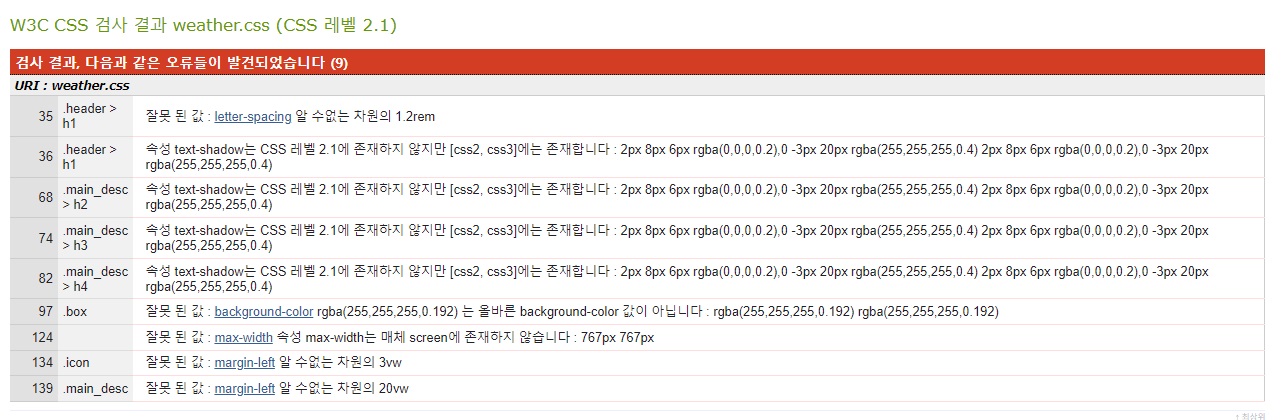 W3C CSS 검사 결과 weather.css (CSS 레벨 2.1)
검사 결과, 다음과 같은 오류들이 발견되었습니다 (9)
URI : weather.css
35 .header > h1 잘못 된 값 : letter-spacing 알 수없는 차원의 1.2rem
36 .header > h1 속성 text-shadow는 CSS 레벨 2.1에 존재하지 않지만 [css2, css3]에는 존재합니다 : 2px 8px 6px rgba(0,0,0,0.2),0 -3px 20px rgba(255,255,255,0.4) 2px 8px 6px rgba(0,0,0,0.2),0 -3px 20px
rgba(255,255,255,0.4)
68 .main_desc > h2 속성 text-shadow는 CSS 레벨 2.1에 존재하지 않지만 [css2, css3]에는 존재합니다 : 2px 8px 6px rgba(0,0,0,0.2),0 -3px 20px rgba(255,255,255,0.4) 2px 8px 6px rgba(0,0,0,0.2),0 -3px 20px
rgba(255,255,255,0.4)
74 .main_desc > h3 속성 text-shadow는 CSS 레벨 2.1에 존재하지 않지만 [css2, css3]에는 존재합니다 : 2px 8px 6px rgba(0,0,0,0.2),0 -3px 20px rgba(255,255,255,0.4) 2px 8px 6px rgba(0,0,0,0.2),0 -3px 20px
rgba(255,255,255,0.4)
82 .main_desc > h4 속성 text-shadow는 CSS 레벨 2.1에 존재하지 않지만 [css2, css3]에는 존재합니다 : 2px 8px 6px rgba(0,0,0,0.2),0 -3px 20px rgba(255,255,255,0.4) 2px 8px 6px rgba(0,0,0,0.2),0 -3px 20px
rgba(255,255,255,0.4)
97 .box 잘못 된 값 : background-color rgba(255,255,255,0.192) 는 올바른 background-color 값이 아닙니다 : rgba(255,255,255,0.192) rgba(255,255,255,0.192)
124 잘못 된 값 : max-width 속성 max-width는 매체 screen에 존재하지 않습니다 : 767px 767px
134 .icon 잘못 된 값 : margin-left 알 수없는 차원의 3vw
139 .main_desc 잘못 된 값 : margin-left 알 수없는 차원의 20vw
↑ 최상위